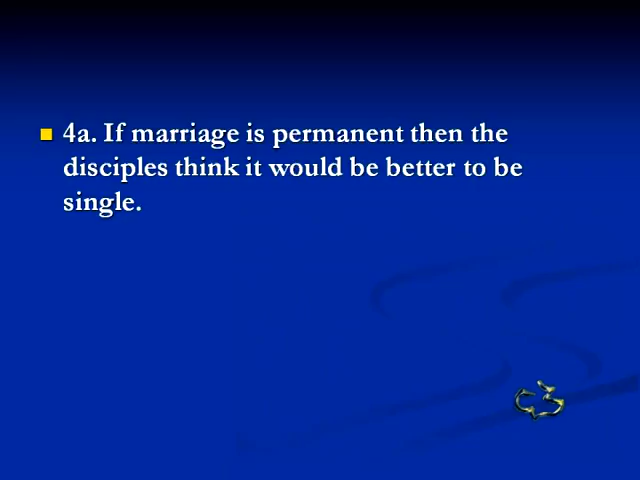 4a. If marriage is permanent then the
disciples think it would be better to be
single.